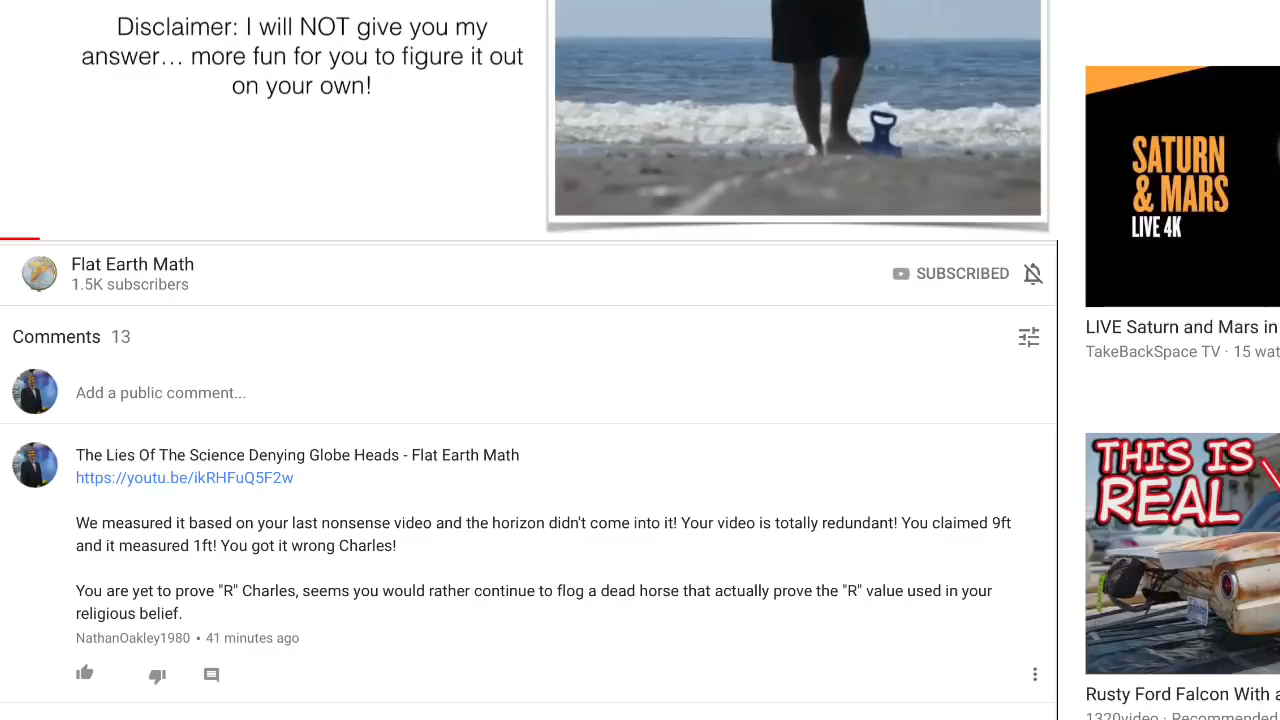 Disclaimer: I will NOT give you my
answer... more fun for you to figure it out
on your own!
SATURN
& MARS
LIVE 4K
Flat Earth Math
1.5K subscribers
SUBSCRIBED
Comments 13
LIVE Saturn and Mars in
TakeBackSpace TV · 15 wat
Add a public comment...
The Lies Of The Science Denying Globe Heads - Flat Earth Math
https://youtu.be/ikRHFuQ5F2w
We measured it based on your last nonsense video and the horizon didn't come into it! Your video is totally redundant! You claimed 9ft
and it measured 1ft! You got it wrong Charles!
You are yet to prove "R" Charles, seems you would rather continue to flog a dead horse that actually prove the "R" value used in your
religious belief.
NathanOakley1980 • 41 minutes ago
THIS IS
REAL
Rusty Ford Falcon With a
1320video · Recommended